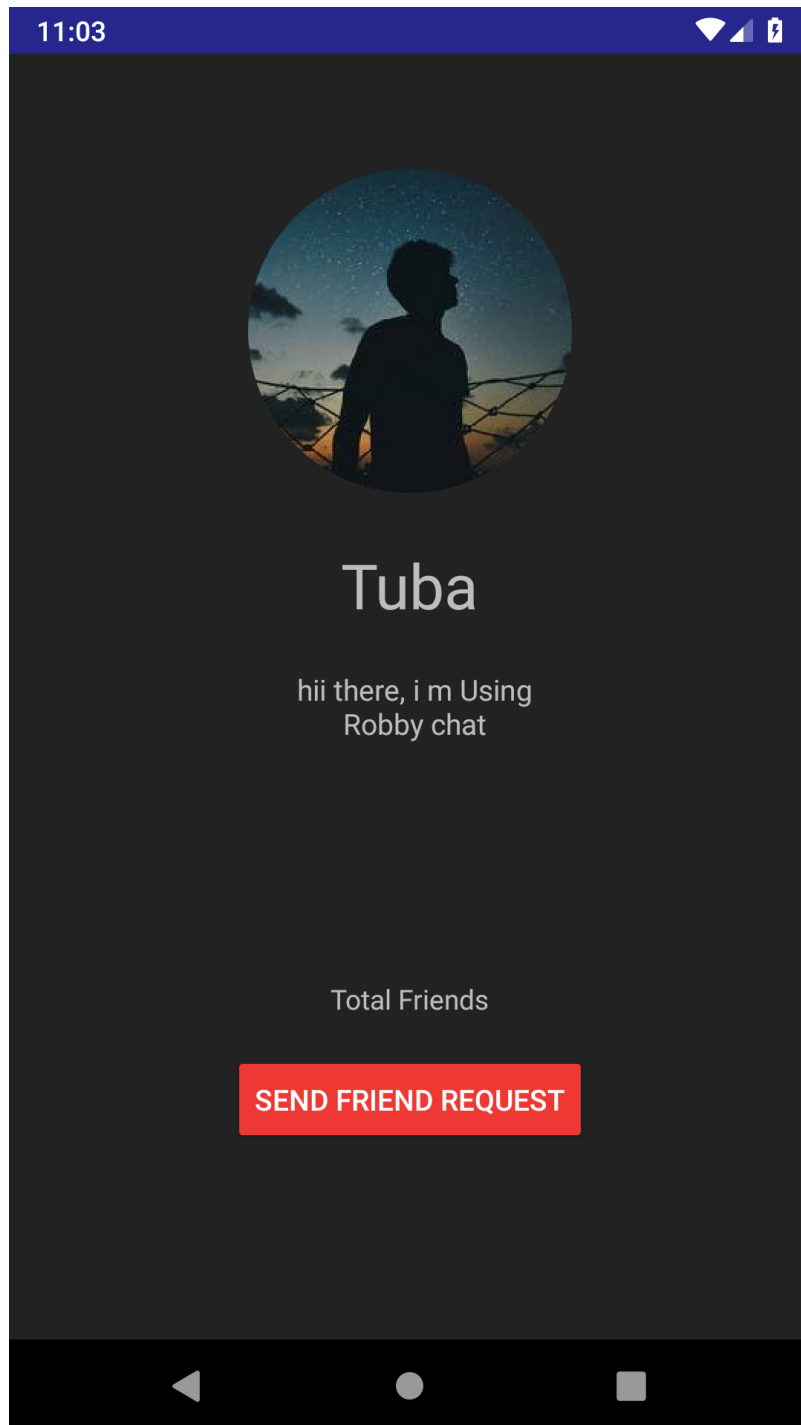 11:03
Tuba
hii there, i m Using
Robby chat
Total Friends
SEND FRIEND REQUEST